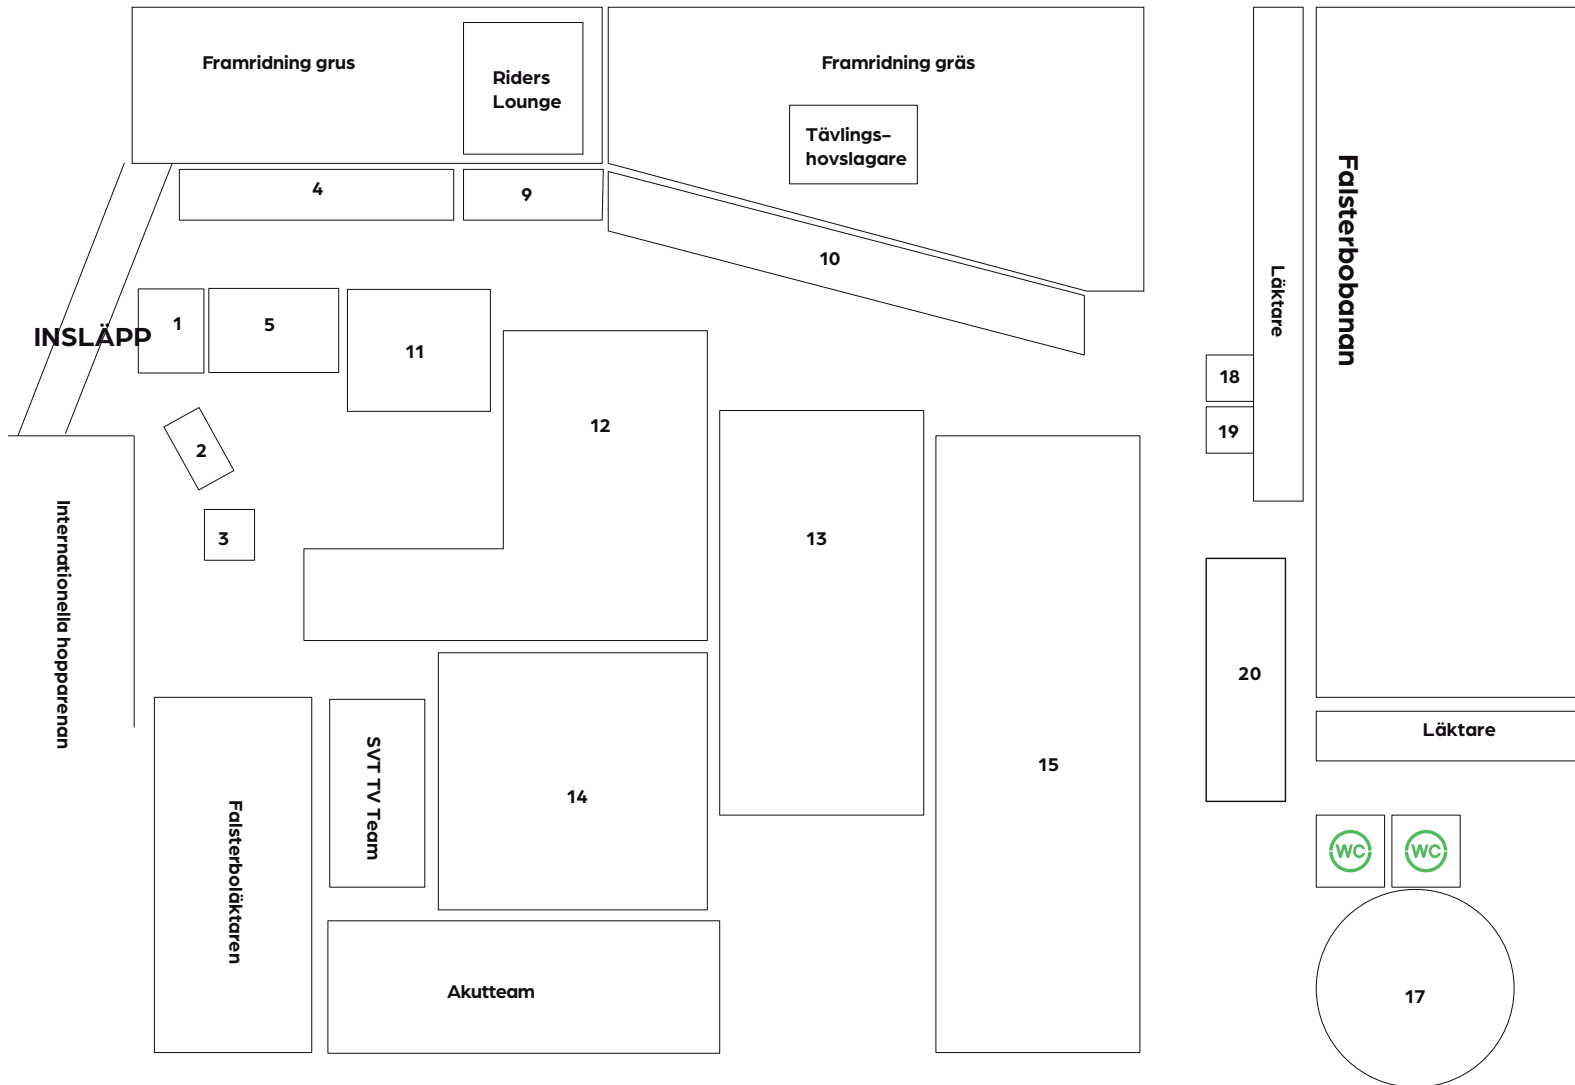 Framridning grus
Riders
Lounge
Framridning gräs
Tävlings-
hovslagare
Falsterbobanan
4
9
10
Läktare
INSLÄPP
1
5
11
18
12
19
2
3
13
Internationella hopparenan
20
Läktare
SVT TV Team
14
15
Falsterboläktaren
WC
WC
Akutteam
17